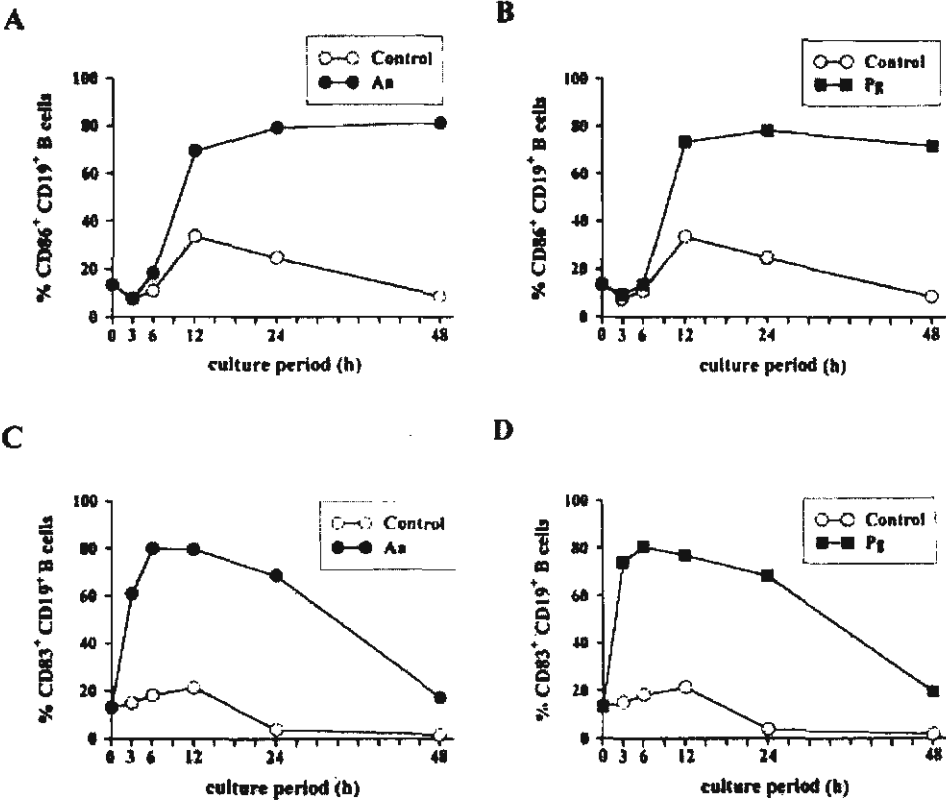 A
Control
Aa
100
80
60
40
20
0
% CD86+ CD19+ B cells
0 3 6 12 24 48
culture period (h)
B
Control
Pg
100
80
60
40
20
0
% CD86+ CD19+ B cells
0 3 6 12 24 48
culture period (h)
C
Control
Aa
100
80
60
40
20
0
% CD83+ CD19+ B cells
0 3 6 12 24 48
culture period (h)
D
Control
Pg
100
80
60
40
20
0
% CD83+ CD19+ B cells
0 3 6 12 24 48
culture period (h)